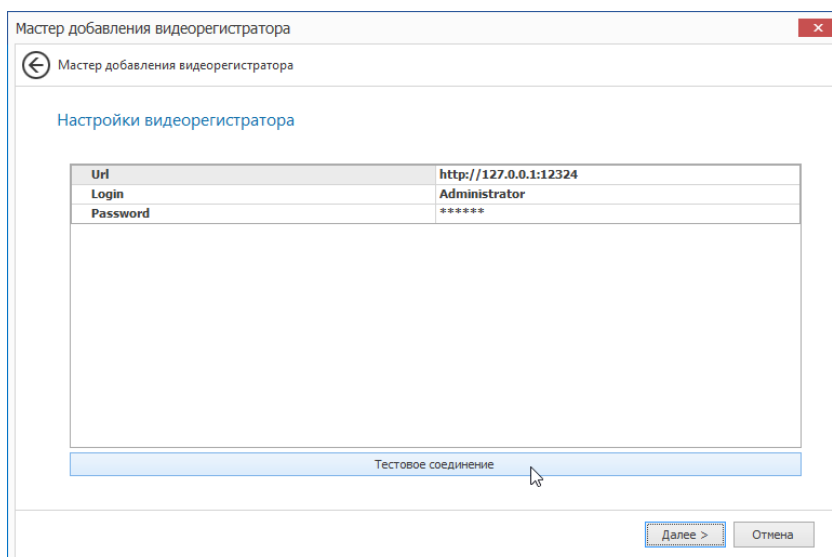 Мастер добавления видеорегистратора
Мастер добавления видеорегистратора
Настройки видеорегистратора
Url http://127.0.0.1:12324
Login Administrator
Password ******
Тестовое соединение
Далее > Отмена